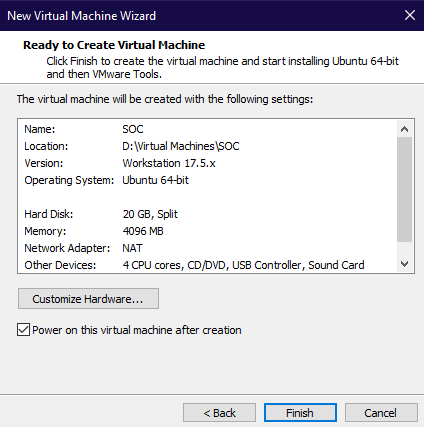 New Virtual Machine Wizard
Ready to Create Virtual Machine
Click Finish to create the virtual machine and start installing Ubuntu 64-bit
and then VMware Tools.
The virtual machine will be created with the following settings:
Name: SOC
Location: D:\Virtual Machines\SOC
Version: Workstation 17.5.x
Operating System: Ubuntu 64-bit
Hard Disk: 20 GB, Split
Memory: 4096 MB
Network Adapter: NAT
Other Devices: 4 CPU cores, CD/DVD, USB Controller, Sound Card
Customize Hardware...
Power on this virtual machine after creation
< Back Finish Cancel